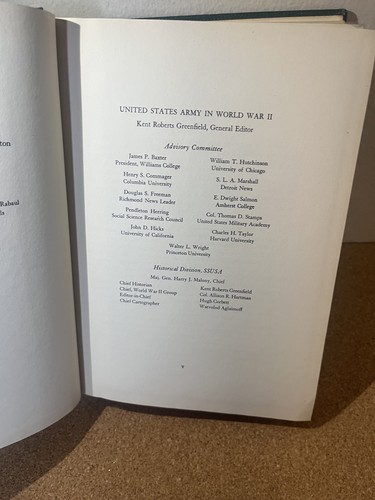 ton
Rabaul
ls
UNITED STATES ARMY IN WORLD WAR II
Kent Roberts Greenfield, General Editor
Advisory Committee
James P. Baxter
President, Williams College
Henry S. Commager
Columbia University
Douglas S. Freeman
Richmond News Leader
Pendleton Herring
Social Science Research Council
John D. Hicks
University of California
William T. Hutchinson
University of Chicago
S. L. A. Marshall
Detroit News
E. Dwight Salmon
Amherst College
Col. Thomas D. Stamps
United States Military Academy
Charles H. Taylor
Harvard University
Walter L. Wright
Princeton University
Historical Division, SSUSA
Maj. Gen. Harry J. Malony, Chief
Chief Historian
Kent Roberts Greenfield
Chief, World War II Group
Col. Allison R. Hartman
Editor-in-Chief
Hugh Corbett
Chief Cartographer
Wsevolod Aglaimoff